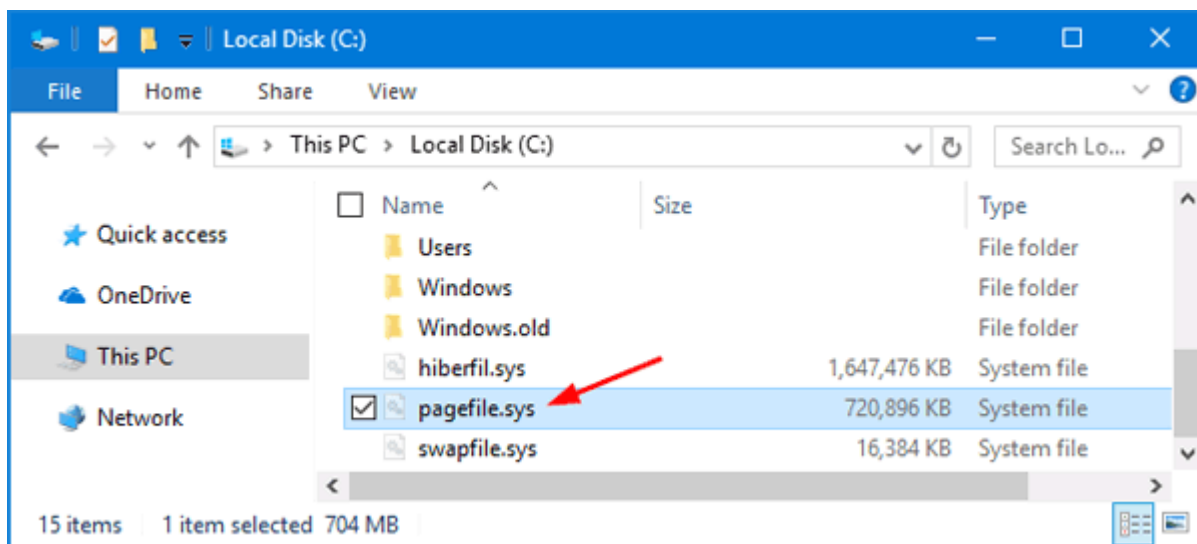 Local Disk (C:)
File Home Share View
This PC > Local Disk (C:) Search Lo...
Name Size Type
Quick access
OneDrive
This PC
Network
Users File folder
Windows File folder
Windows.old File folder
hiberfil.sys 1,647,476 KB System file
pagefile.sys 720,896 KB System file
swapfile.sys 16,384 KB System file
15 items 1 item selected 704 MB